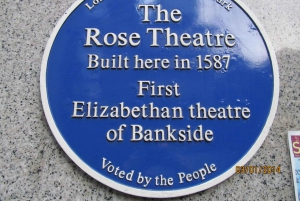 The
Rose Theatre
Built here in 1587
First
Elizabethan theatre
of Bankside
Voted by the People